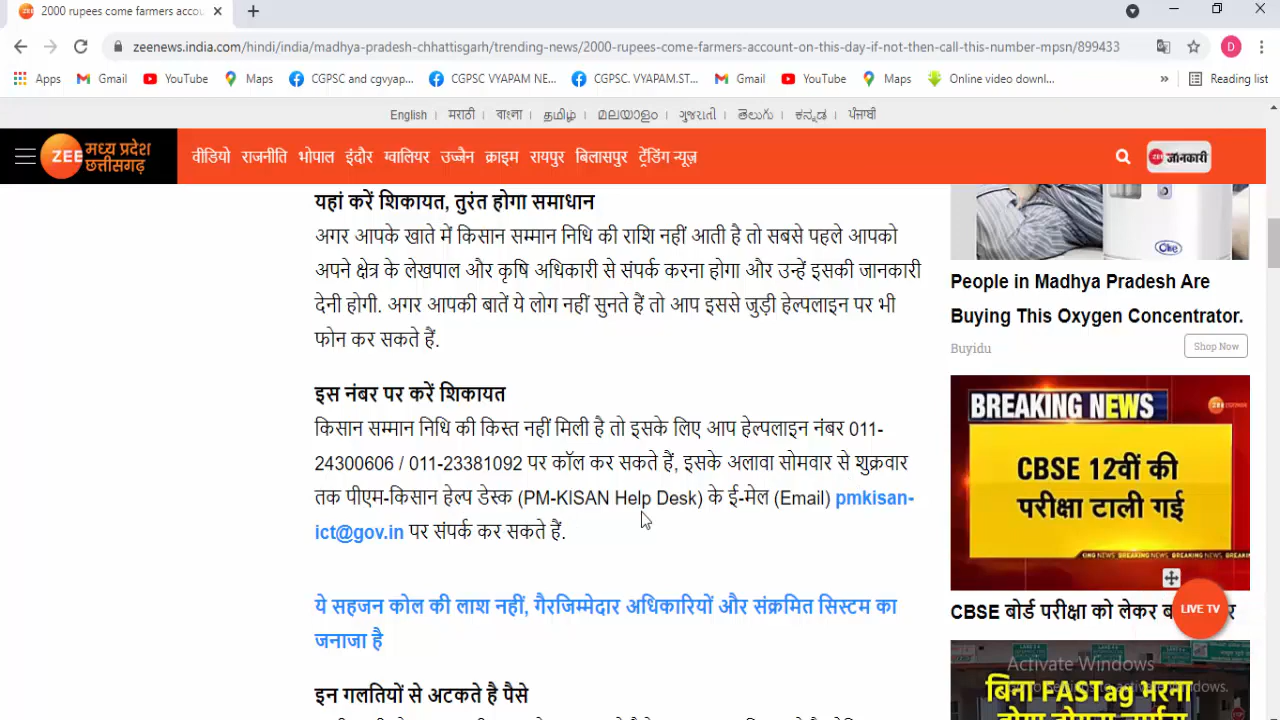 2000 rupees come farmers accou
zeenews.india.com/hindi/india/madhya-pradesh-chhattisgarh/trending-news/2000-rupees-come-farmers-account-on-this-day-if-not-then-call-this-number-mpsn/899433
D
Apps Gmail YouTube Maps CGPSC and cgvyap... CGPSC VYAPAM NE... CGPSC. VYAPAM.ST... Gmail YouTube Maps Online video downl... » Reading list
English | मराठी | বাংলা | தமிழ் | മലയാളം | ગુજરાતી | తెలుగు | ಕನ್ನಡ | ਪੰਜਾਬੀ
ZEE मध्य प्रदेश छत्तीसगढ़
वीडियो राजनीति भोपाल इंदौर ग्वालियर उज्जैन क्राइम रायपुर बिलासपुर ट्रेंडिंग न्यूज़
ZEE जानकारी
यहां करें शिकायत, तुरंत होगा समाधान
अगर आपके खाते में किसान सम्मान निधि की राशि नहीं आती है तो सबसे पहले आपको
अपने क्षेत्र के लेखपाल और कृषि अधिकारी से संपर्क करना होगा और उन्हें इसकी जानकारी
देनी होगी. अगर आपकी बातें ये लोग नहीं सुनते हैं तो आप इससे जुड़ी हेल्पलाइन पर भी
फोन कर सकते हैं.
इस नंबर पर करें शिकायत
किसान सम्मान निधि की किस्त नहीं मिली है तो इसके लिए आप हेल्पलाइन नंबर 011-
24300606 / 011-23381092 पर कॉल कर सकते हैं, इसके अलावा सोमवार से शुक्रवार
तक पीएम-किसान हेल्प डेस्क (PM-KISAN Help Desk) के ई-मेल (Email) pmkisan-
ict@gov.in पर संपर्क कर सकते हैं.
ये सहजन कोल की लाश नहीं, गैरजिम्मेदार अधिकारियों और संक्रमित सिस्टम का
जनाजा है
इन गलतियों से अटकते है पैसे
People in Madhya Pradesh Are
Buying This Oxygen Concentrator.
Buyidu
Shop Now
BREAKING NEWS
CBSE 12वीं की
परीक्षा टाली गई
KING NEWS BREAKING NEWS BREAKING NEWS BREAKING NE
CBSE बोर्ड परीक्षा को लेकर
LIVE TV
Activate Windows
बिना FASTag भरना